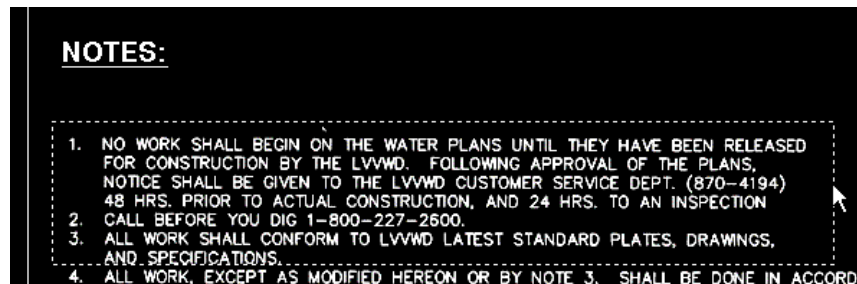 NOTES:
1. NO WORK SHALL BEGIN ON THE WATER PLANS UNTIL THEY HAVE BEEN RELEASED
FOR CONSTRUCTION BY THE LVVWD. FOLLOWING APPROVAL OF THE PLANS,
NOTICE SHALL BE GIVEN TO THE LVVWD CUSTOMER SERVICE DEPT. (870-4194)
48 HRS. PRIOR TO ACTUAL CONSTRUCTION, AND 24 HRS. TO AN INSPECTION
2. CALL BEFORE YOU DIG 1-800-227-2600.
3. ALL WORK SHALL CONFORM TO LVVWD LATEST STANDARD PLATES, DRAWINGS,
AND SPECIFICATIONS.
4. ALL WORK, EXCEPT AS MODIFIED HEREON OR BY NOTE 3, SHALL BE DONE IN ACCORD